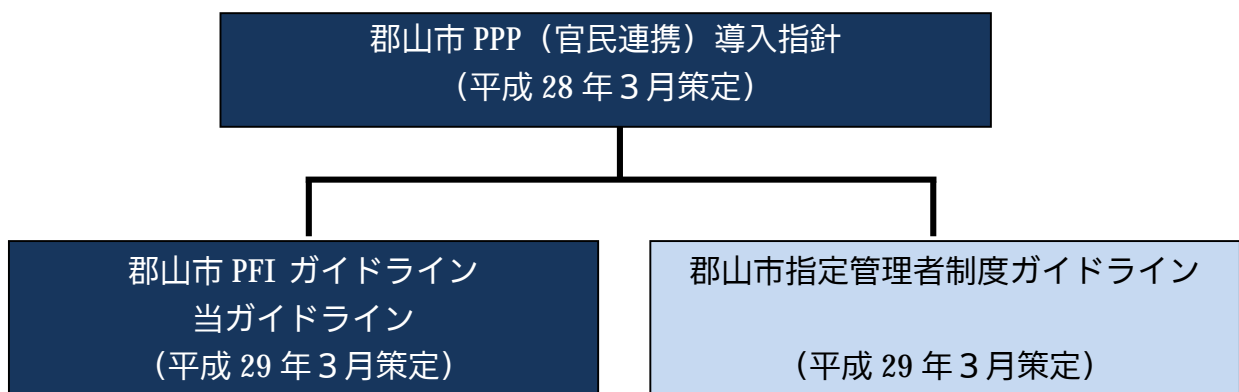 郡山市 PPP（官民連携）導入指針
（平成 28 年３月策定）
郡山市 PFI ガイドライン
当ガイドライン
（平成 29 年３月策定）
郡山市指定管理者制度ガイドライン
（平成 29 年３月策定）